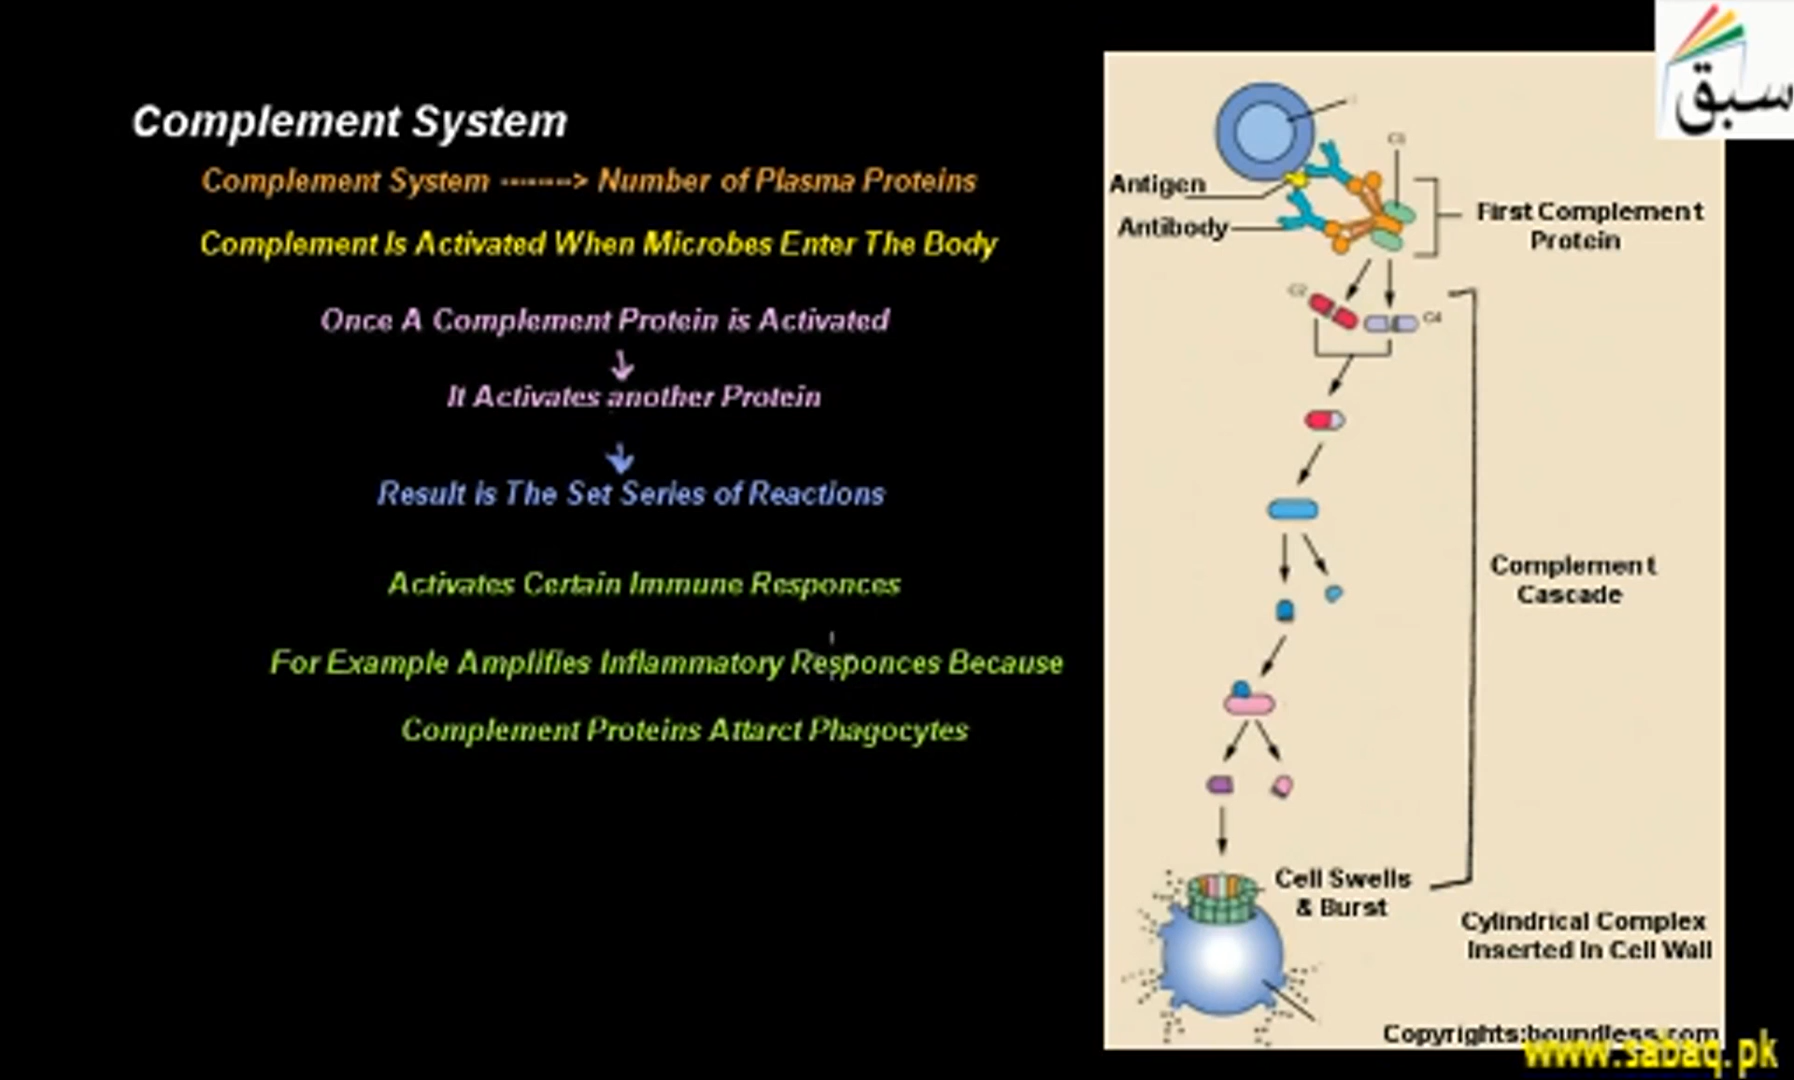 سبق
Complement System
Complement System --------> Number of Plasma Proteins
Complement Is Activated When Microbes Enter The Body
Once A Complement Protein is Activated
It Activates another Protein
Result is The Set Series of Reactions
Activates Certain Immune Responces
For Example Amplifies Inflammatory Responces Because
Complement Proteins Attarct Phagocytes
Antigen
Antibody
First Complement
Protein
C2
C4
Complement
Cascade
Cell Swells
& Burst
Cylindrical Complex
Inserted In Cell Wall
Copyrights:boundless.com
www.sabaq.pk